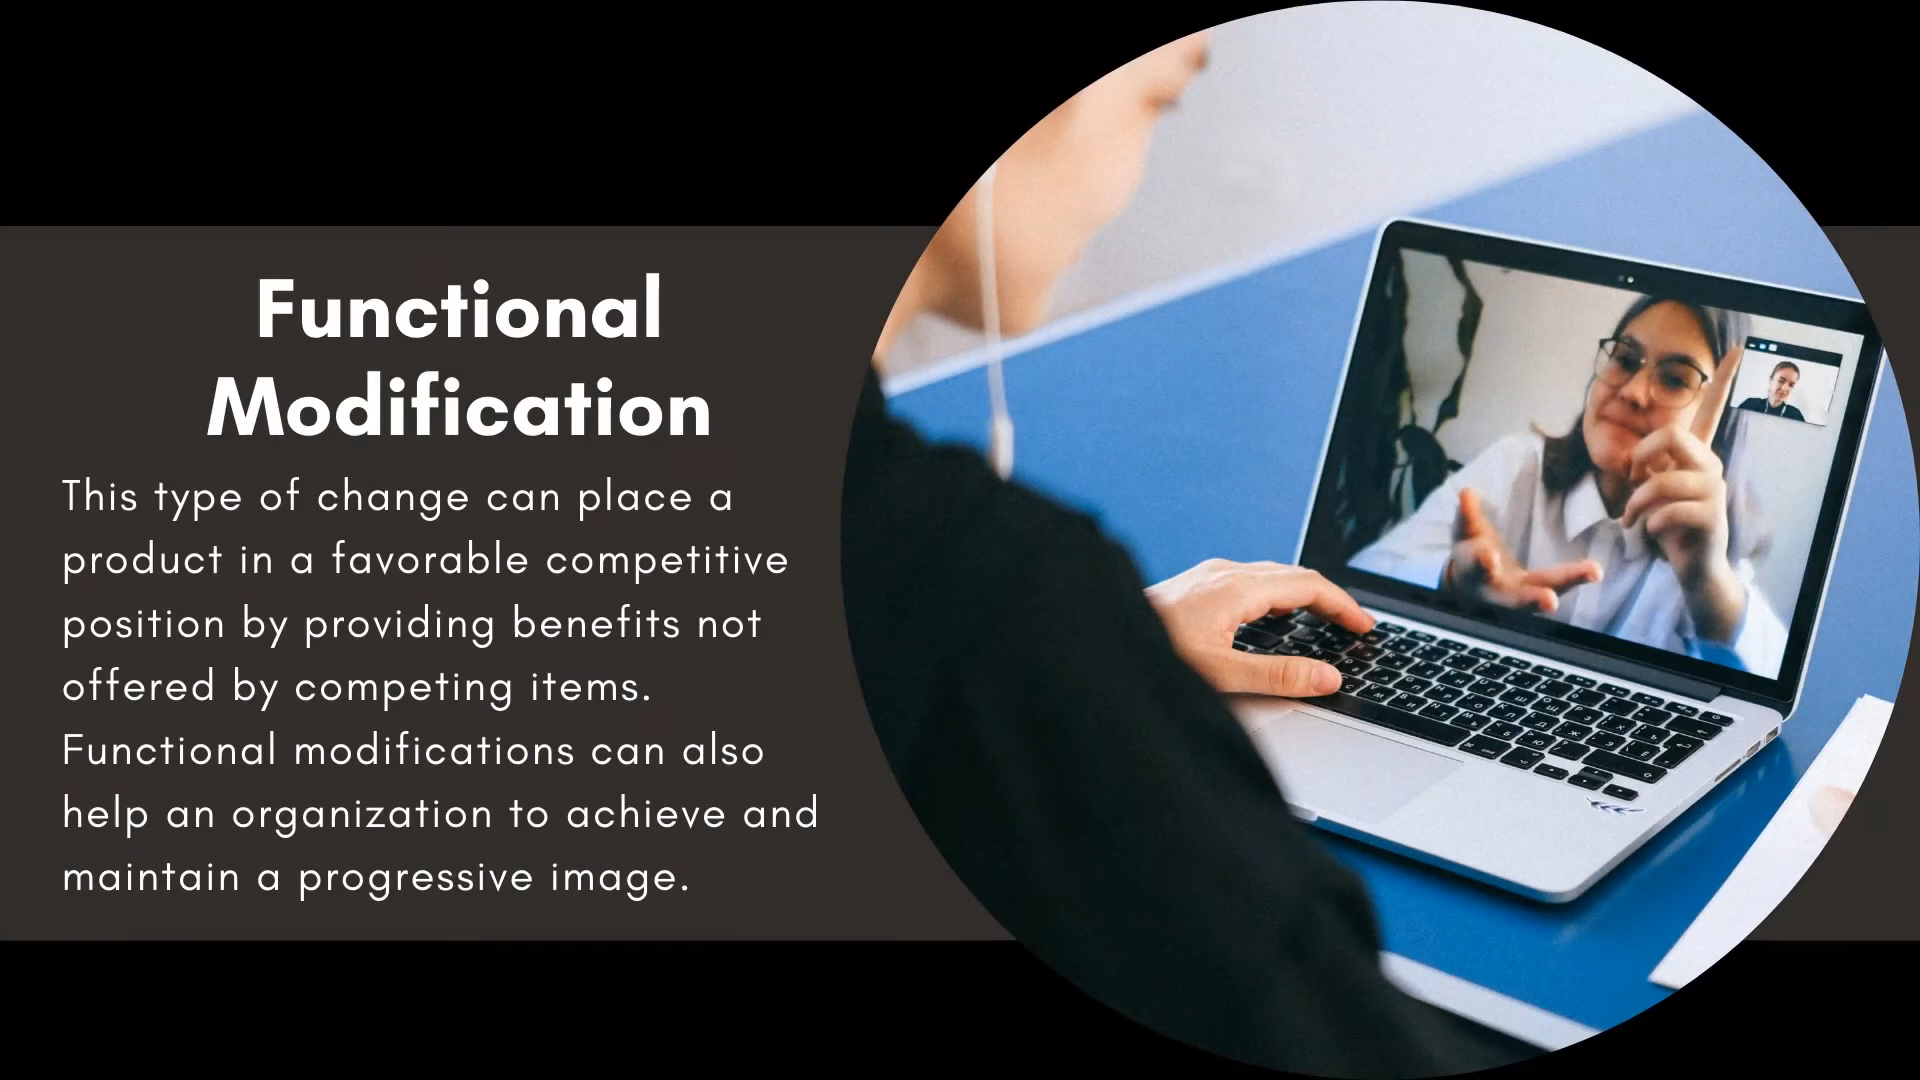 Functional
Modification
This type of change can place a
product in a favorable competitive
position by providing benefits not
offered by competing items.
Functional modifications can also
help an organization to achieve and
maintain a progressive image.